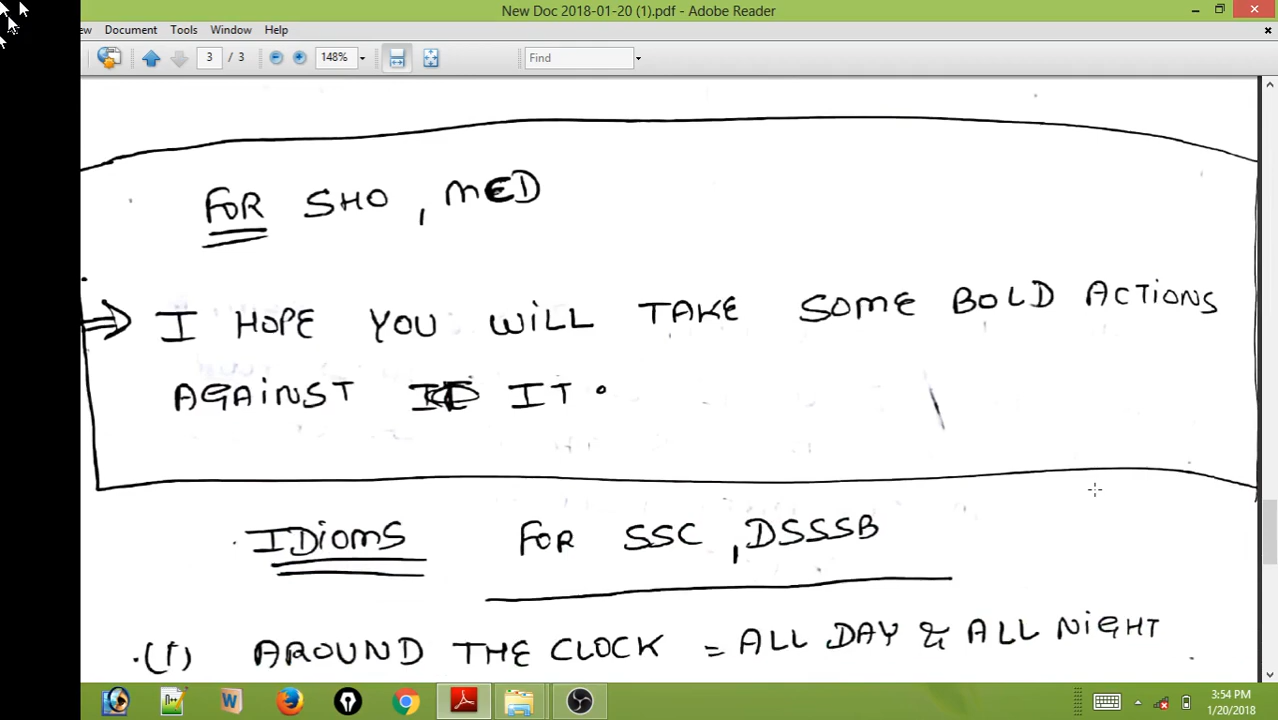 New Doc 2018-01-20 (1).pdf - Adobe Reader
ew Document Tools Window Help
3 / 3 148% Find
FOR SHO, MCD
I HOPE YOU WILL TAKE SOME BOLD ACTIONS
AGAINST IT.
IDIOMS FOR SSC, DSSSB
(1) AROUND THE CLOCK = ALL DAY & ALL NIGHT
3:54 PM
1/20/2018